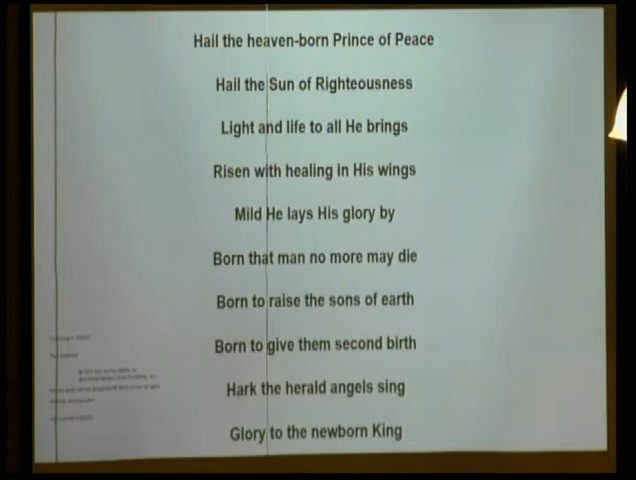 Hail the heaven-born Prince of Peace
Hail the Sun of Righteousness
Light and life to all He brings
Risen with healing in His wings
Mild He lays His glory by
Born that man no more may die
Born to raise the sons of earth
Born to give them second birth
Hark the herald angels sing
Glory to the newborn King